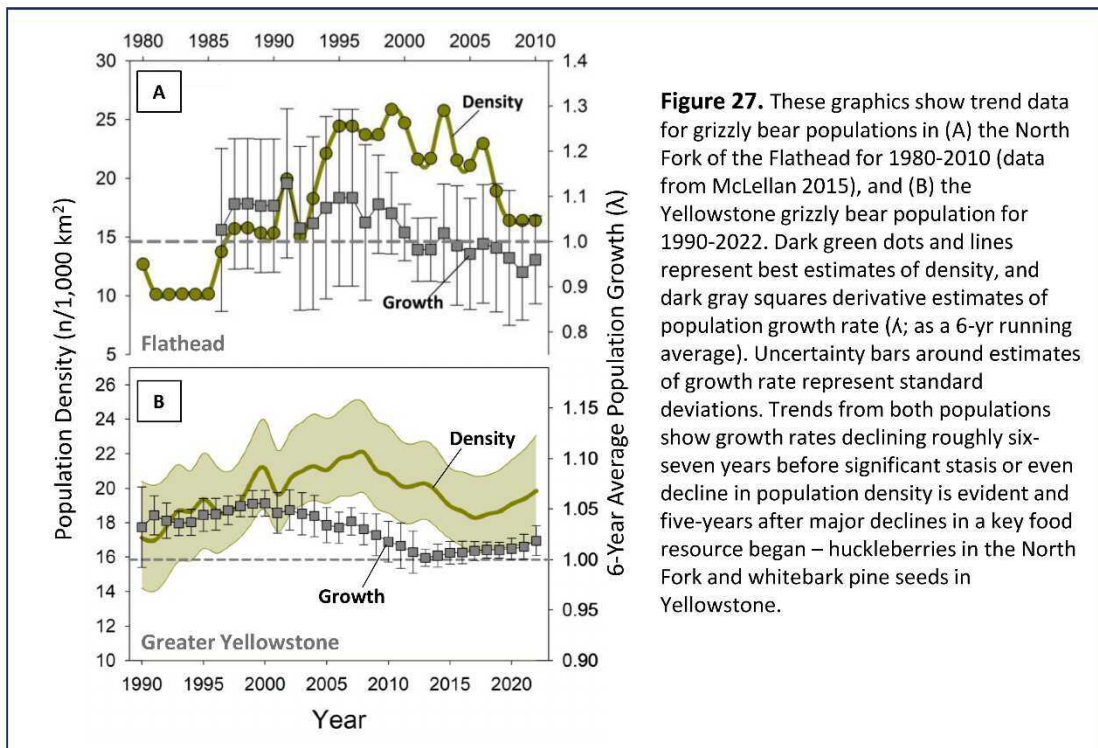 1980 1985 1990 1995 2000 2005 2010
30 1.4
A
Density
25 1.3
1.2
20
1.1
15 1.0
10 0.9
Growth
0.8
Flathead
5
26
B
24 1.15
22 Density
1.10
20
1.05
18
16 1.00
Growth
14
0.95
12
Greater Yellowstone
10 0.90
1990 1995 2000 2005 2010 2015 2020
Year
Population Density (n/1,000 km²)
6-Year Average Population Growth (λ)
Figure 27. These graphics show trend data
for grizzly bear populations in (A) the North
Fork of the Flathead for 1980-2010 (data
from McLellan 2015), and (B) the
Yellowstone grizzly bear population for
1990-2022. Dark green dots and lines
represent best estimates of density, and
dark gray squares derivative estimates of
population growth rate (λ; as a 6-yr running
average). Uncertainty bars around estimates
of growth rate represent standard
deviations. Trends from both populations
show growth rates declining roughly six-
seven years before significant stasis or even
decline in population density is evident and
five-years after major declines in a key food
resource began – huckleberries in the North
Fork and whitebark pine seeds in
Yellowstone.